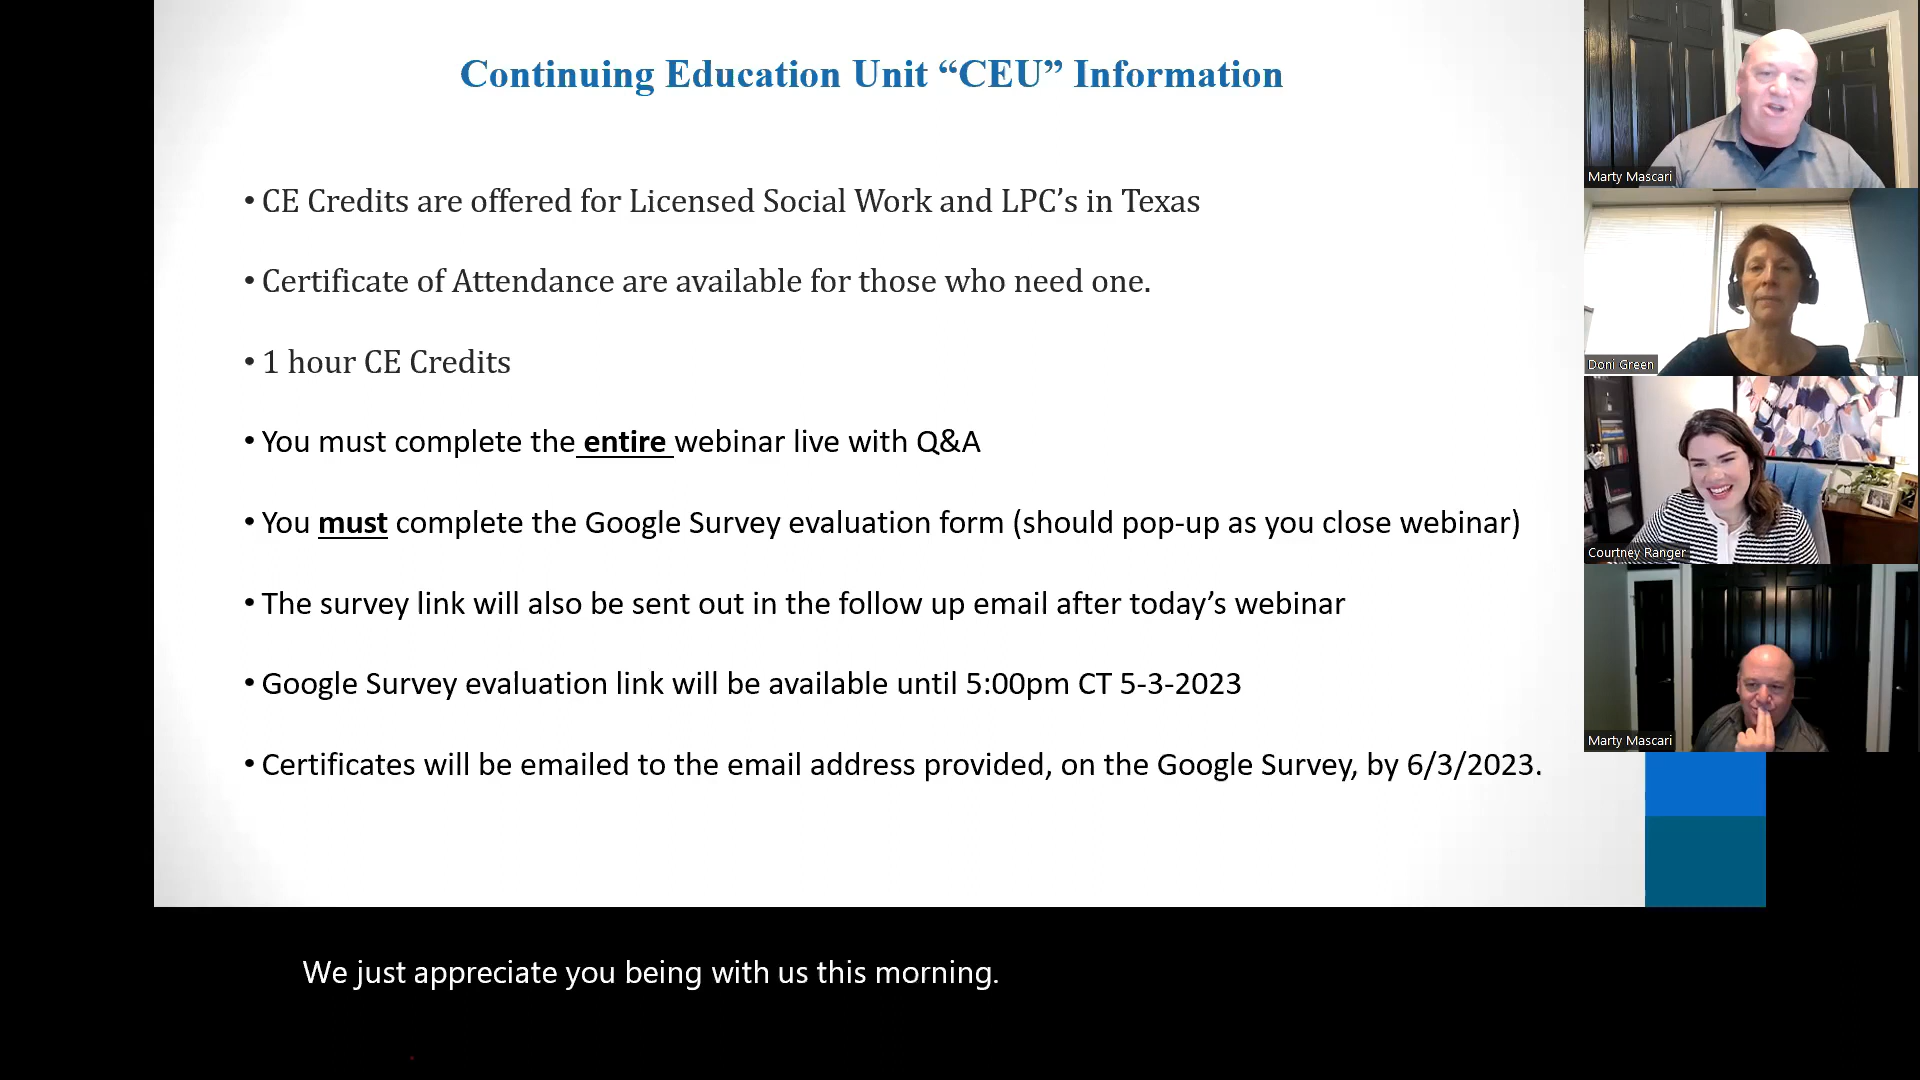 Continuing Education Unit “CEU” Information
• CE Credits are offered for Licensed Social Work and LPC’s in Texas
• Certificate of Attendance are available for those who need one.
• 1 hour CE Credits
• You must complete the entire webinar live with Q&A
• You must complete the Google Survey evaluation form (should pop-up as you close webinar)
• The survey link will also be sent out in the follow up email after today’s webinar
• Google Survey evaluation link will be available until 5:00pm CT 5-3-2023
• Certificates will be emailed to the email address provided, on the Google Survey, by 6/3/2023.
Marty Mascari
Doni Green
Courtney Ranger
Marty Mascari
We just appreciate you being with us this morning.